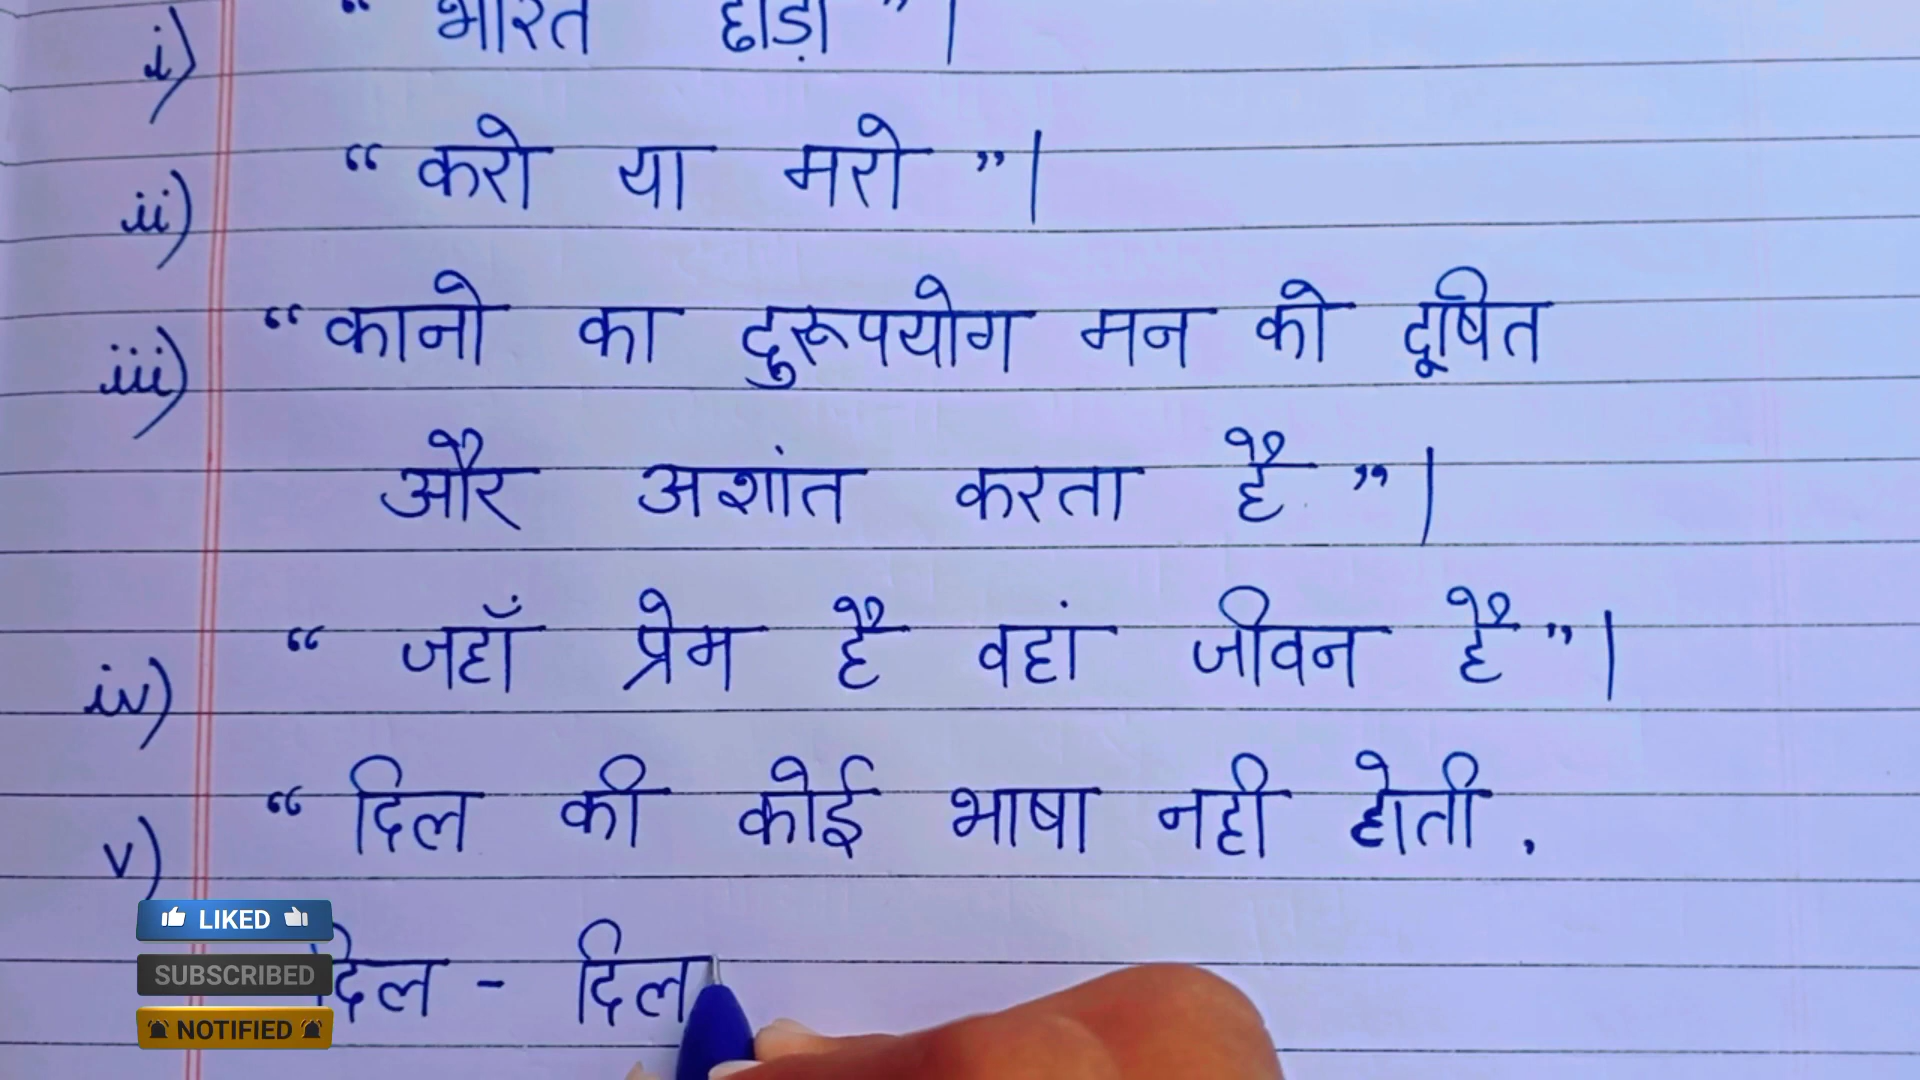 i) “ भारत छोड़ो ” |
ii) “ करो या मरो ” |
iii) “ कानो का दुरूपयोग मन को दूषित
और अशांत करता है ” |
iv) “ जहाँ प्रेम है वहां जीवन है ” |
v) “ दिल की कोई भाषा नही होती ,
दिल - दिल
LIKED
SUBSCRIBED
NOTIFIED